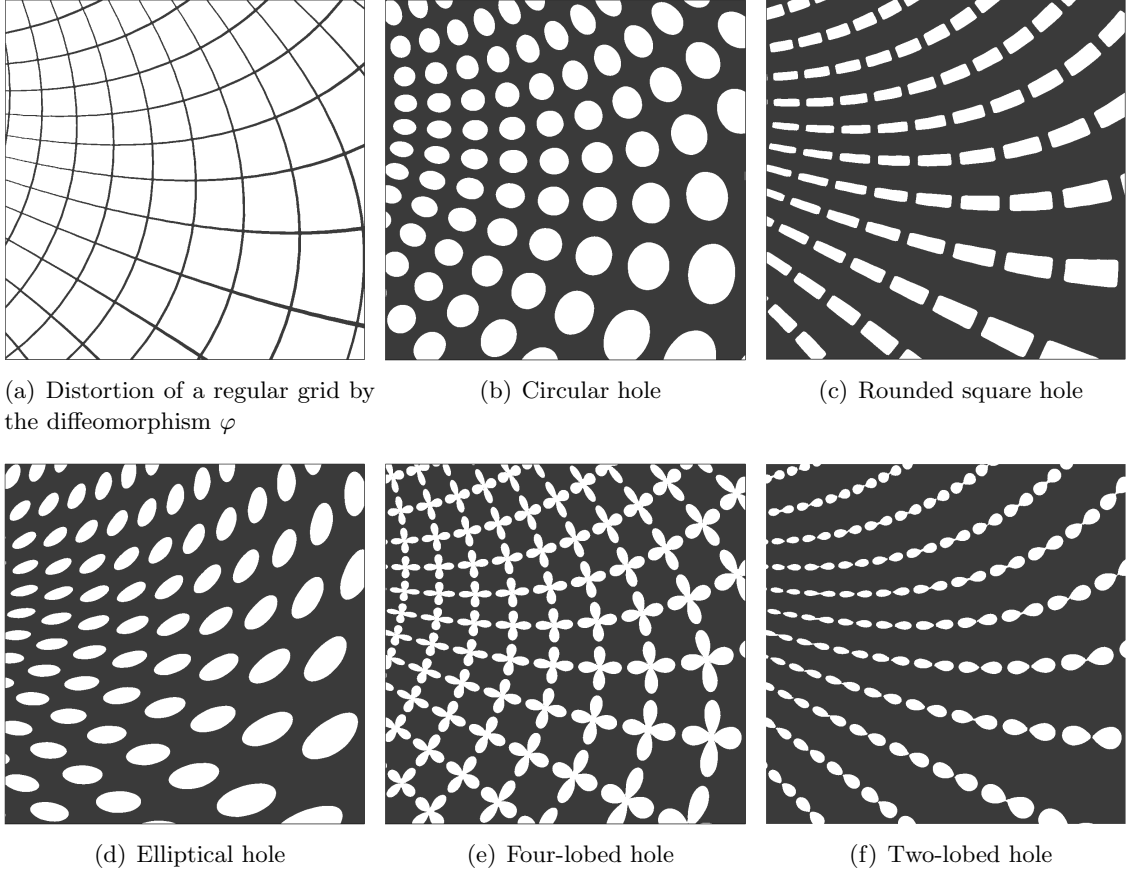 (a) Distortion of a regular grid by
the diffeomorphism φ
(b) Circular hole
(c) Rounded square hole
(d) Elliptical hole
(e) Four-lobed hole
(f) Two-lobed hole